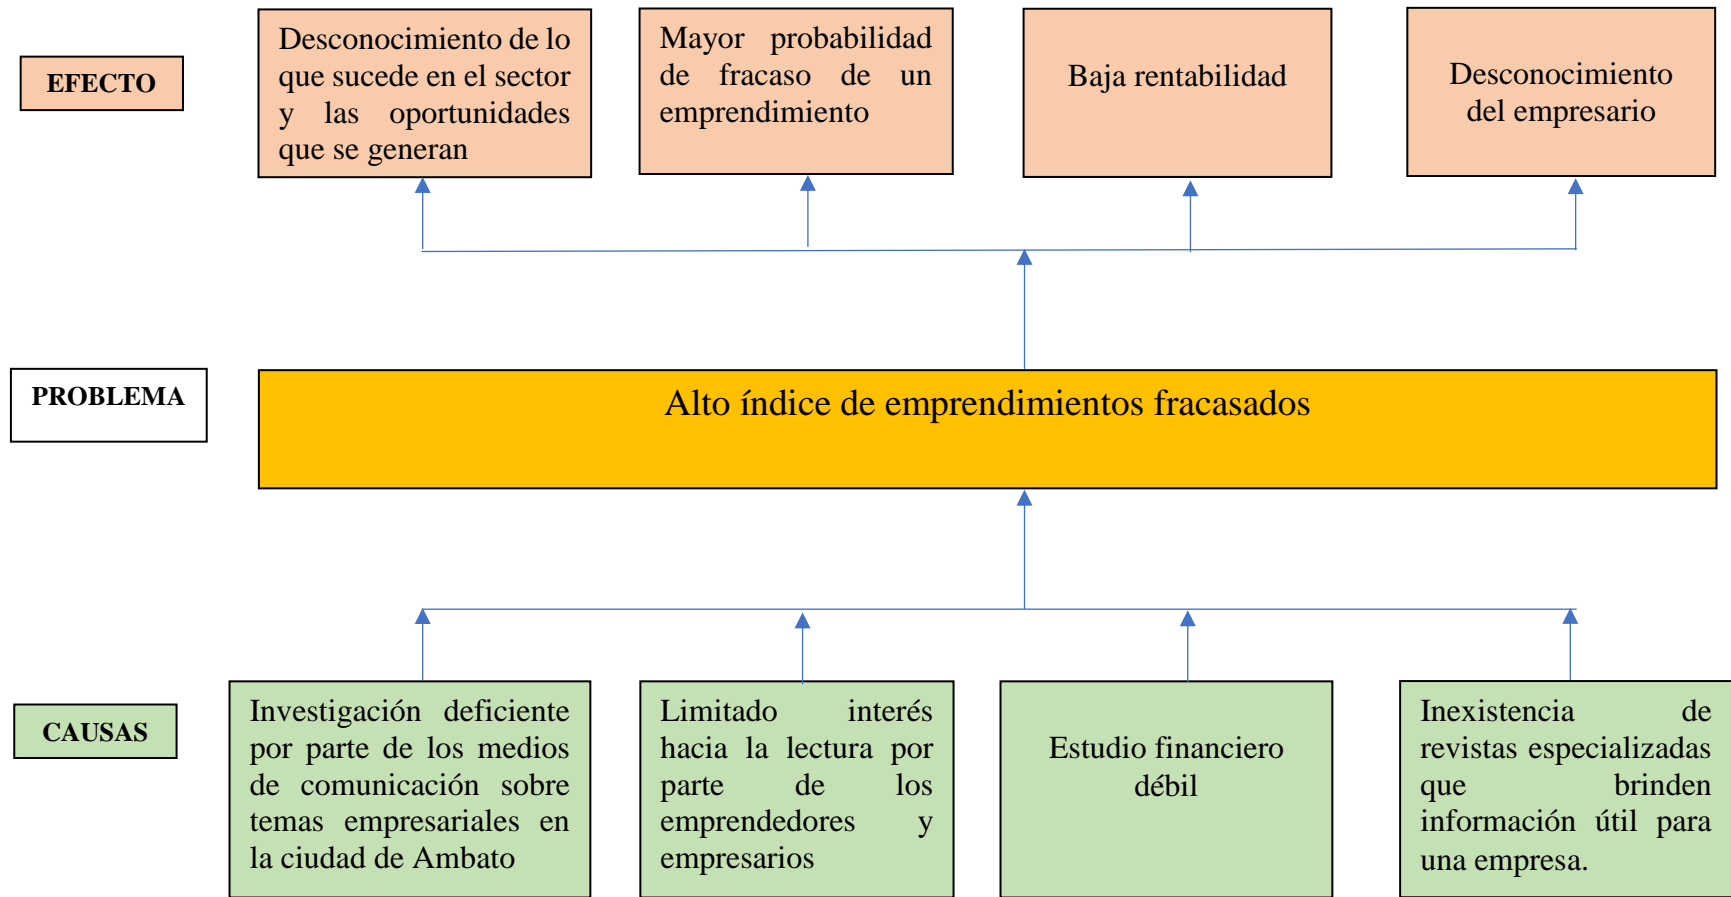 EFECTO
Desconocimiento de lo
que sucede en el sector
y las oportunidades
que se generan
Mayor probabilidad
de fracaso de un
emprendimiento
Baja rentabilidad
Desconocimiento
del empresario
PROBLEMA
Alto índice de emprendimientos fracasados
CAUSAS
Investigación deficiente
por parte de los medios
de comunicación sobre
temas empresariales en
la ciudad de Ambato
Limitado interés
hacia la lectura por
parte de los
emprendedores y
empresarios
Estudio financiero
débil
Inexistencia de
revistas especializadas
que brinden
información útil para
una empresa.